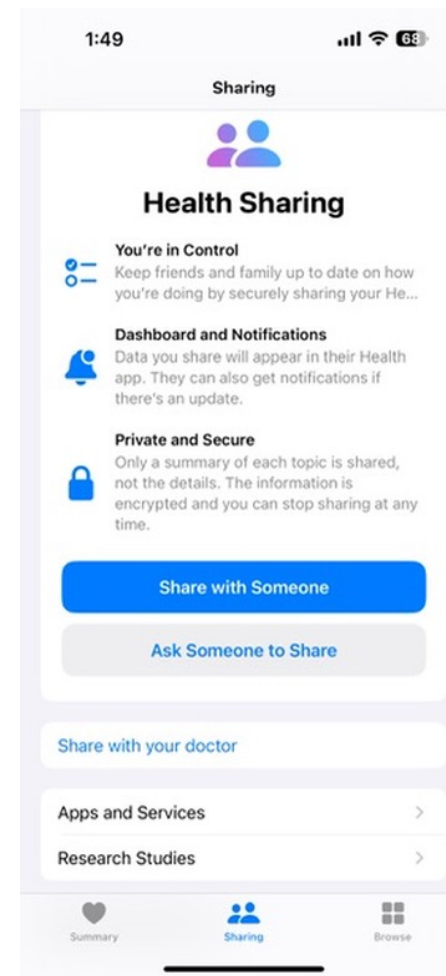 1:49
68
Sharing
Health Sharing
You're in Control
Keep friends and family up to date on how
you're doing by securely sharing your He...
Dashboard and Notifications
Data you share will appear in their Health
app. They can also get notifications if
there's an update.
Private and Secure
Only a summary of each topic is shared,
not the details. The information is
encrypted and you can stop sharing at any
time.
Share with Someone
Ask Someone to Share
Share with your doctor
Apps and Services
Research Studies
Summary
Sharing
Browse